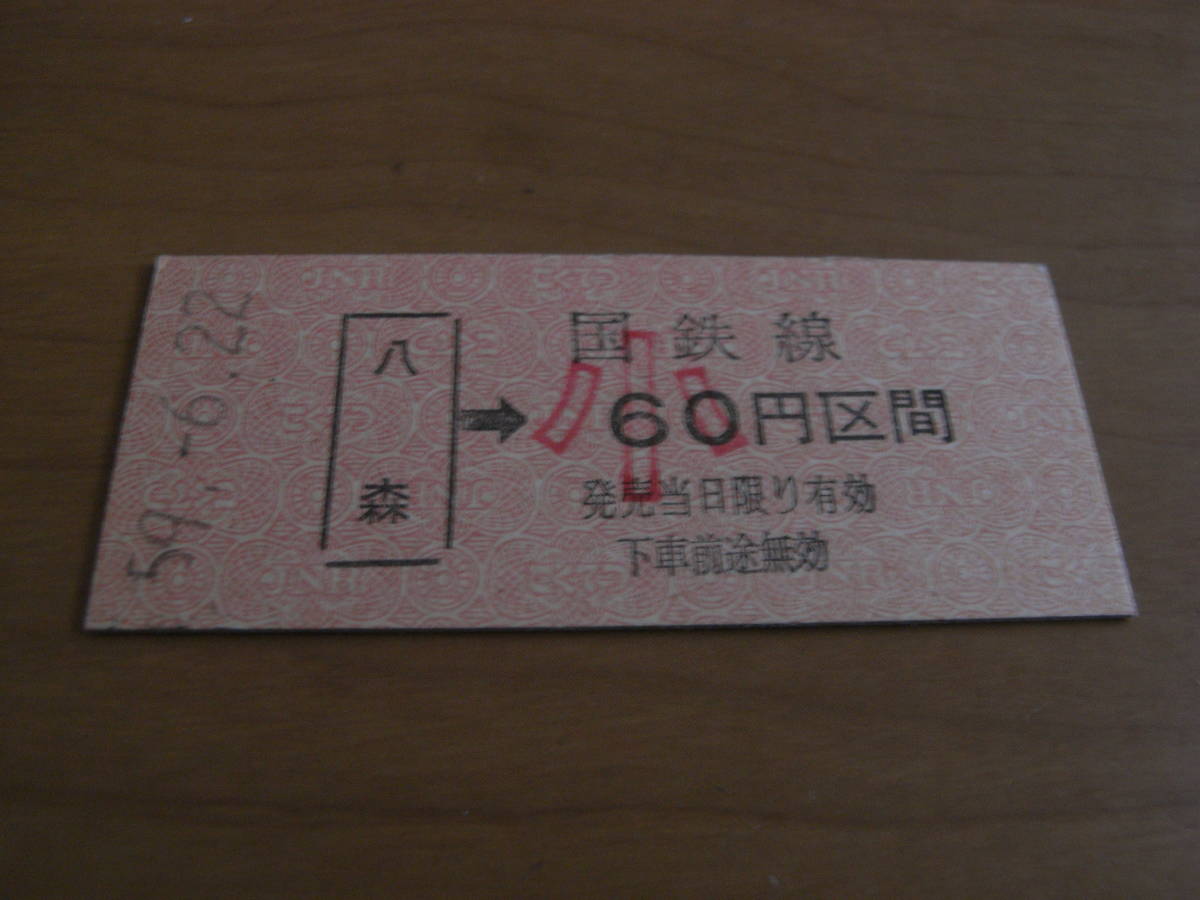 59.-6.22
八森
国鉄線
小
➡60円区間
発売当日限り有効
下車前途無効